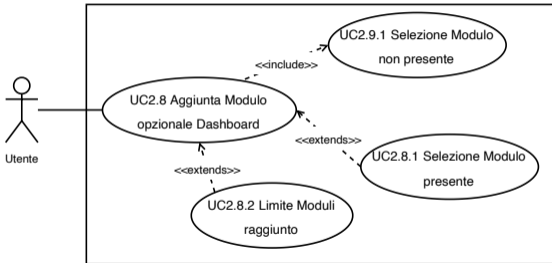 UC2.9.1 Selezione Modulo
non presente
<<include>>
UC2.8 Aggiunta Modulo
opzionale Dashboard
Utente
<<extends>>
UC2.8.1 Selezione Modulo
presente
<<extends>>
UC2.8.2 Limite Moduli
raggiunto